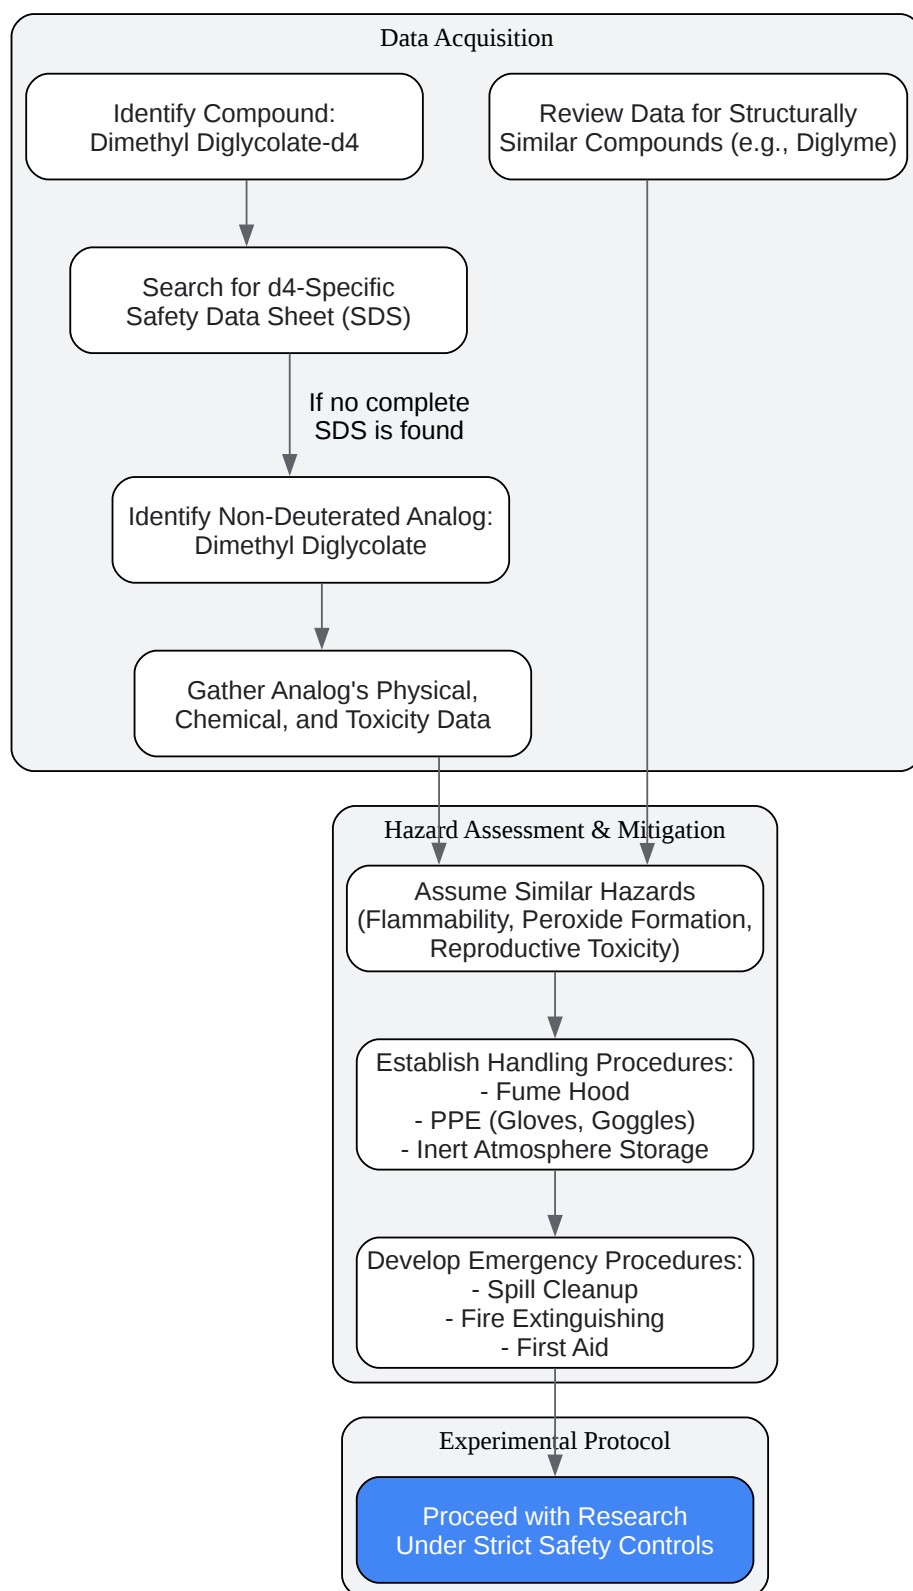 Data Acquisition
Identify Compound:
Dimethyl Diglycolate-d4
Review Data for Structurally
Similar Compounds (e.g., Diglyme)
Search for d4-Specific
Safety Data Sheet (SDS)
If no complete
SDS is found
Identify Non-Deuterated Analog:
Dimethyl Diglycolate
Gather Analog's Physical,
Chemical, and Toxicity Data
Hazard Assessment & Mitigation
Assume Similar Hazards
(Flammability, Peroxide Formation,
Reproductive Toxicity)
Establish Handling Procedures:
- Fume Hood
- PPE (Gloves, Goggles)
- Inert Atmosphere Storage
Develop Emergency Procedures:
- Spill Cleanup
- Fire Extinguishing
- First Aid
Experimental Protocol
Proceed with Research
Under Strict Safety Controls